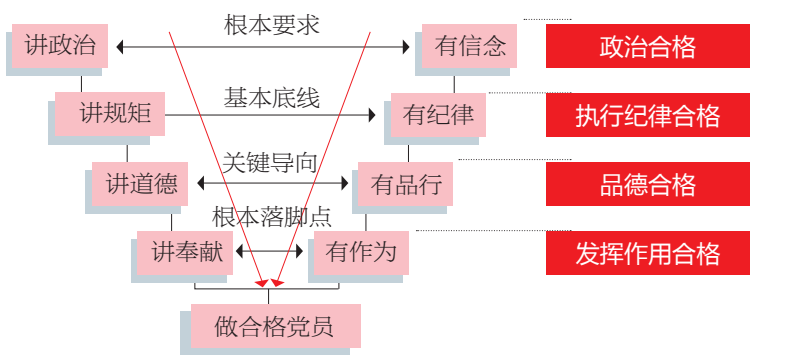 根本要求
讲政治
有信念
政治合格
基本底线
讲规矩
有纪律
执行纪律合格
关键导向
讲道德
有品行
品德合格
根本落脚点
讲奉献
有作为
发挥作用合格
做合格党员